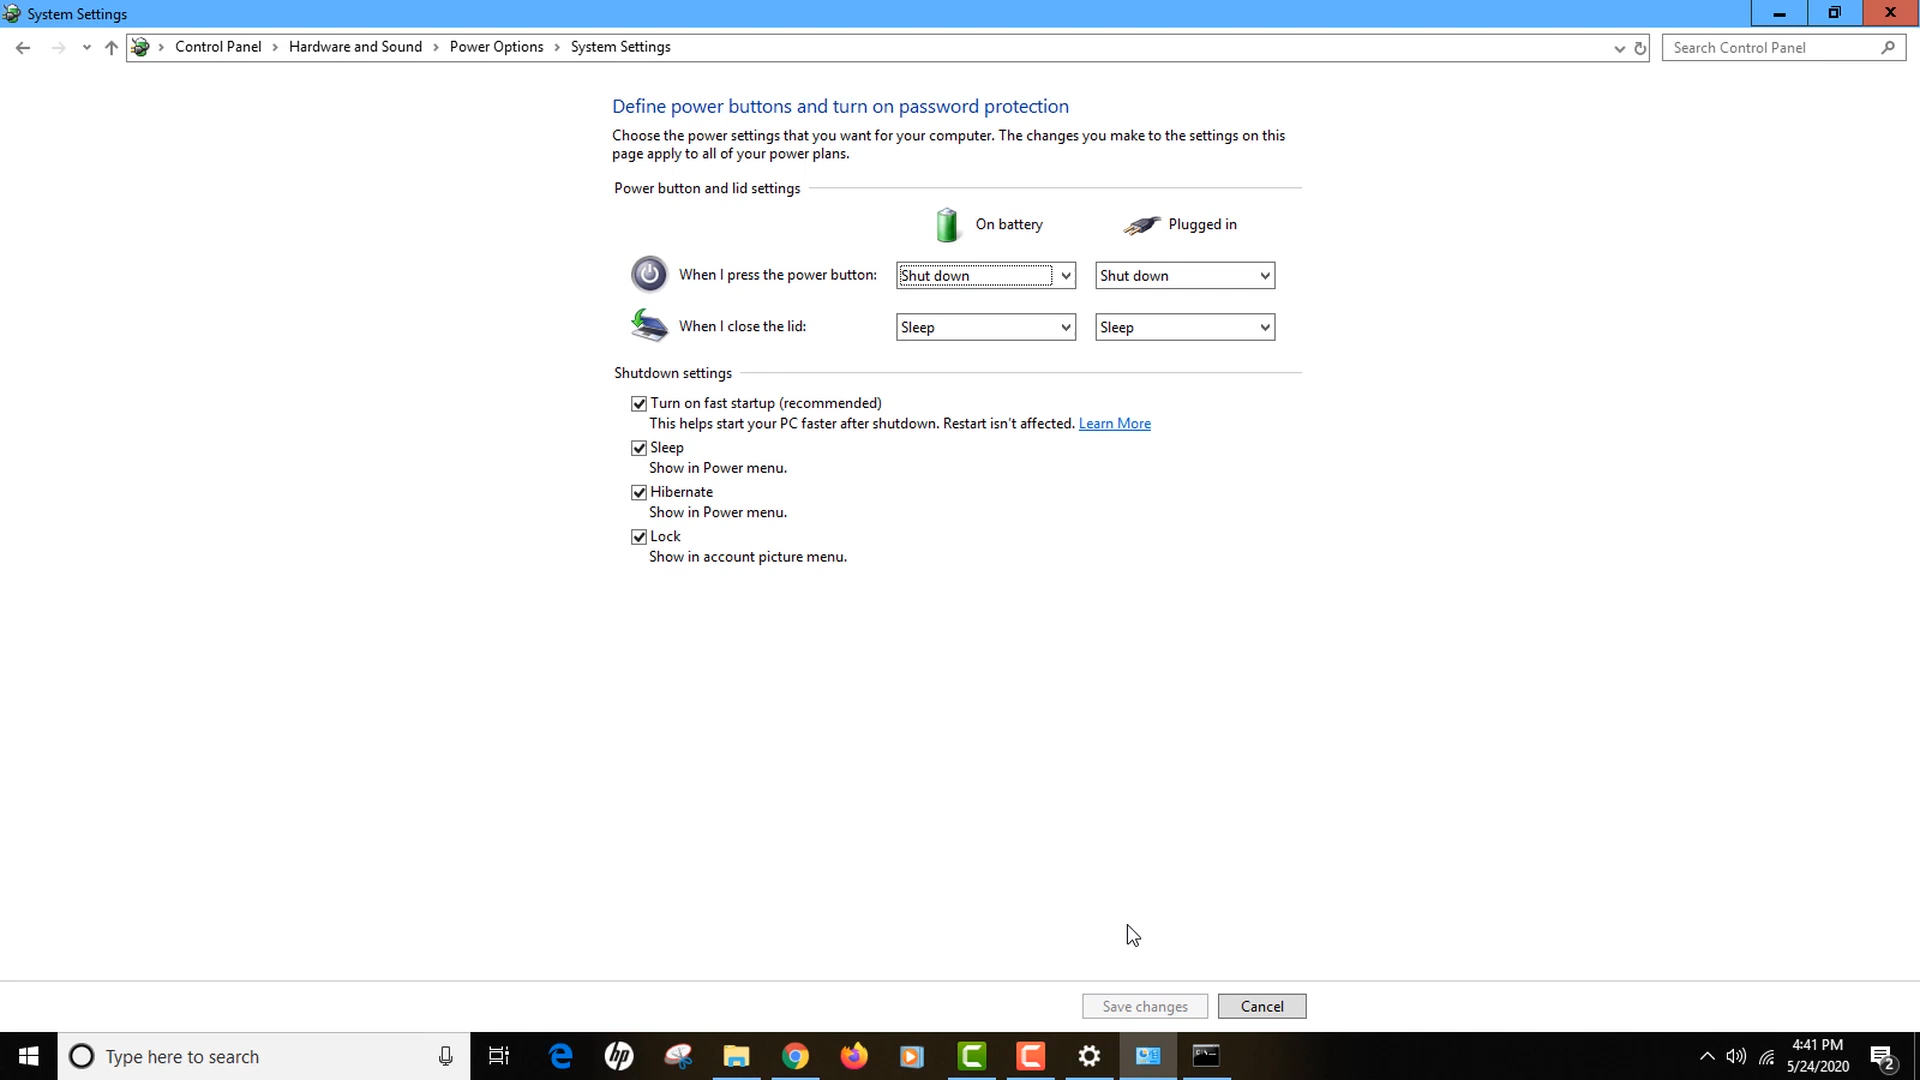 System Settings
Control Panel > Hardware and Sound > Power Options > System Settings
Search Control Panel
Define power buttons and turn on password protection
Choose the power settings that you want for your computer. The changes you make to the settings on this
page apply to all of your power plans.
Power button and lid settings
On battery Plugged in
When I press the power button: Shut down Shut down
When I close the lid: Sleep Sleep
Shutdown settings
Turn on fast startup (recommended)
This helps start your PC faster after shutdown. Restart isn't affected. Learn More
Sleep
Show in Power menu.
Hibernate
Show in Power menu.
Lock
Show in account picture menu.
Save changes Cancel
Type here to search
hp
4:41 PM
5/24/2020
2